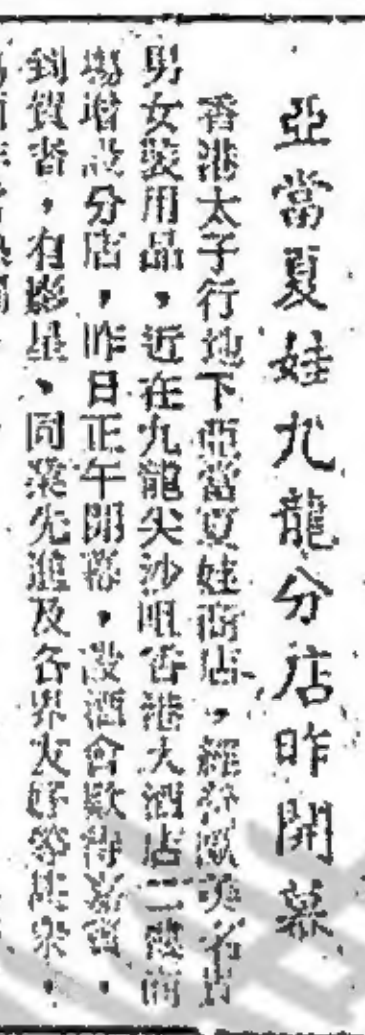 亞當夏娃九龍分店昨開幕
香港太子行地下亞當夏娃商店，經營歐美名貴
男女裝用品，近在九龍尖沙咀香港大酒店二樓商
場增設分店，昨日正午開幕，設酒會欵待嘉賓，
到賀者，有影星、同業先進及各界友好等甚衆，